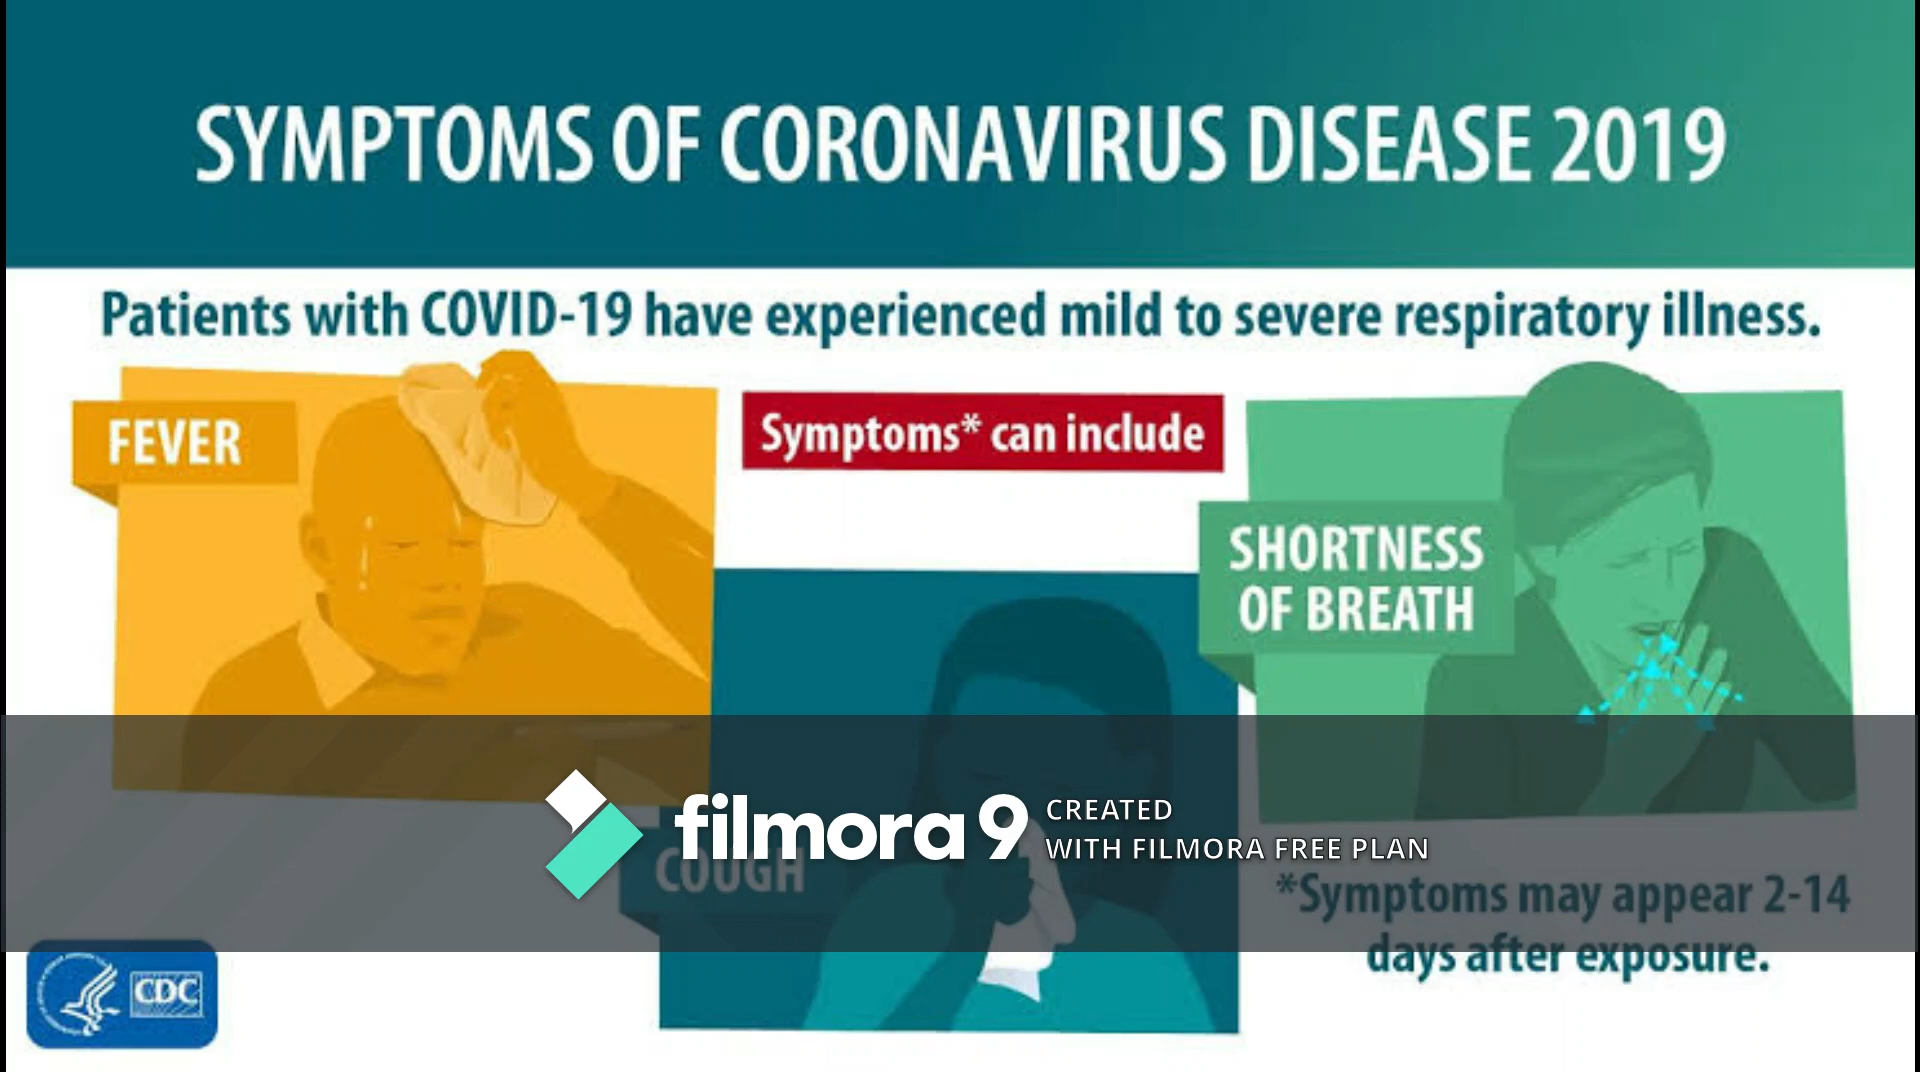 SYMPTOMS OF CORONAVIRUS DISEASE 2019
Patients with COVID-19 have experienced mild to severe respiratory illness.
FEVER
Symptoms* can include
SHORTNESS
OF BREATH
filmora 9
CREATED
WITH FILMORA FREE PLAN
COUGH
*Symptoms may appear 2-14
days after exposure.
CDC